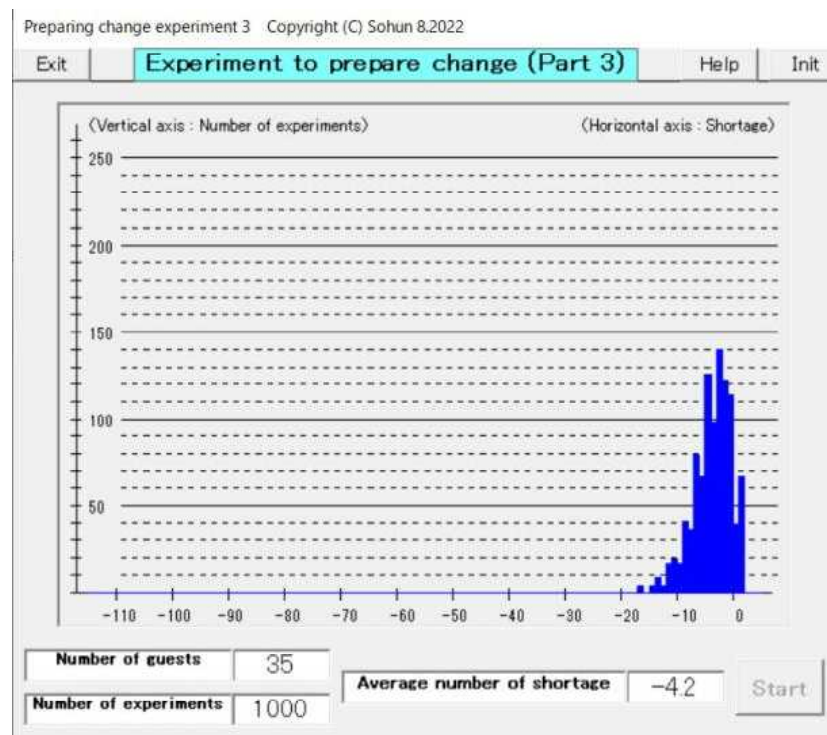 Preparing change experiment 3 Copyright (C) Sohun 8.2022
Exit Experiment to prepare change (Part 3) Help Init
(Vertical axis : Number of experiments) (Horizontal axis : Shortage)
250
200
150
100
50
-110 -100 -90 -80 -70 -60 -50 -40 -30 -20 -10 0
Number of guests 35
Average number of shortage -4.2 Start
Number of experiments 1000